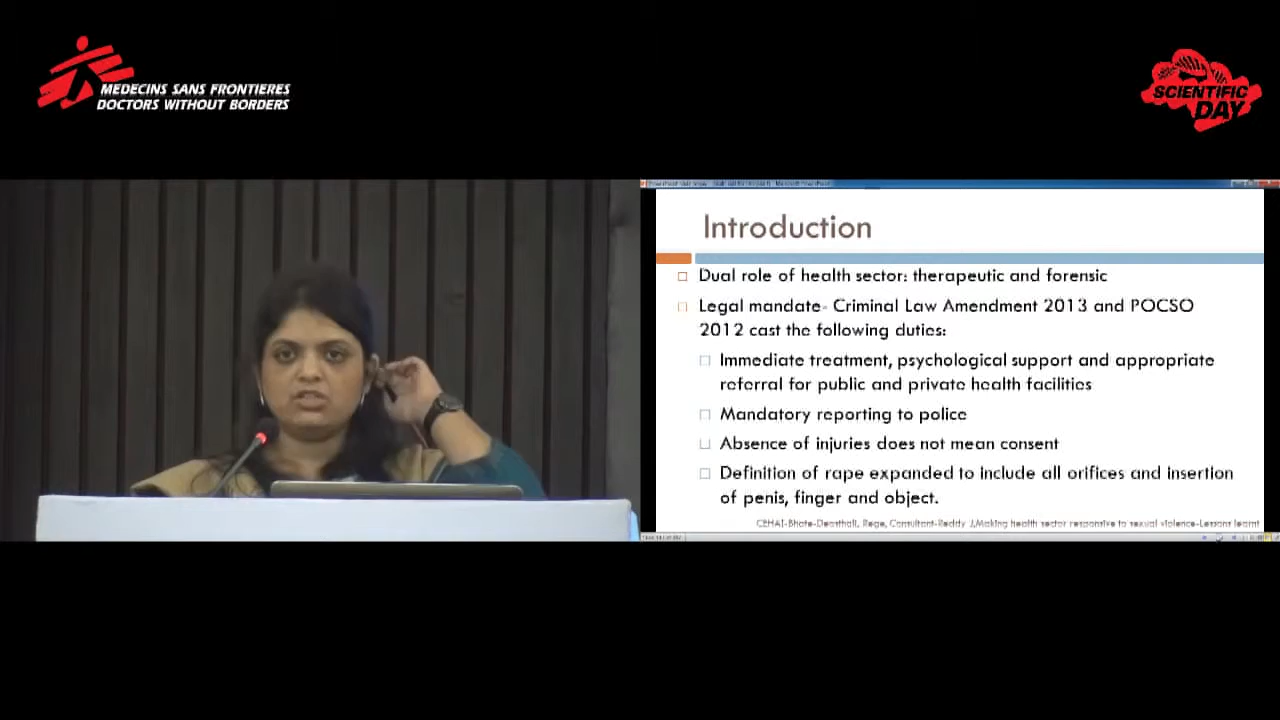 MEDECINS SANS FRONTIERES
DOCTORS WITHOUT BORDERS
SCIENTIFIC
DAY
Introduction
Dual role of health sector: therapeutic and forensic
Legal mandate- Criminal Law Amendment 2013 and POCSO
2012 cast the following duties:
Immediate treatment, psychological support and appropriate
referral for public and private health facilities
Mandatory reporting to police
Absence of injuries does not mean consent
Definition of rape expanded to include all orifices and insertion
of penis, finger and object.
CEHAT-Bhate-Deosthali, Rege, Consultant-Reddy J,Making health sector responsive to sexual violence-Lessons learnt